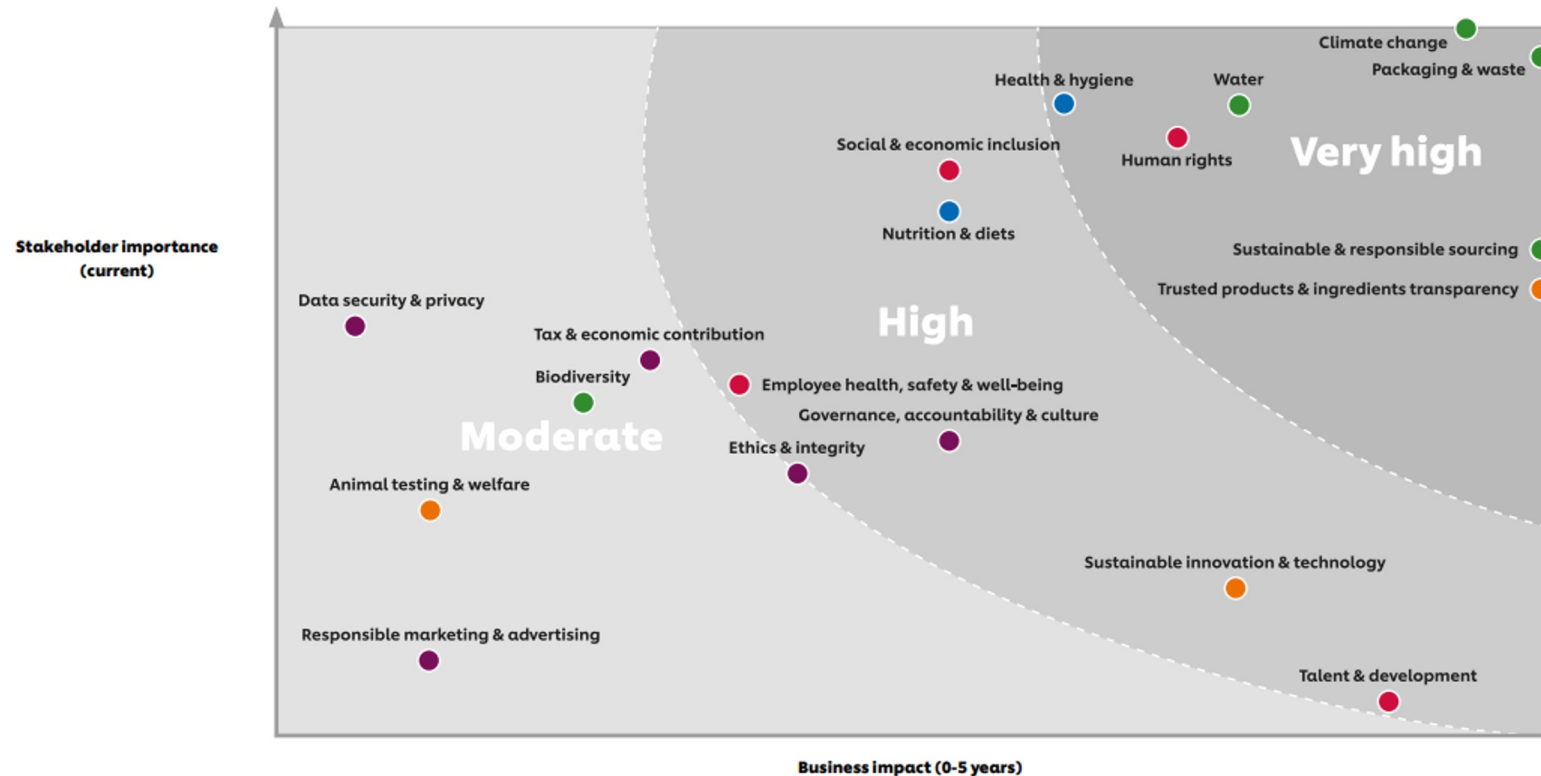 Climate change
Packaging & waste
Health & hygiene
Water
Social & economic inclusion
Very high
Human rights
Nutrition & diets
Stakeholder importance
(current)
Sustainable & responsible sourcing
Trusted products & ingredients transparency
Data security & privacy
High
Tax & economic contribution
Biodiversity
Employee health, safety & well-being
Governance, accountability & culture
Moderate
Ethics & integrity
Animal testing & welfare
Sustainable innovation & technology
Responsible marketing & advertising
Talent & development
Business impact (0-5 years)